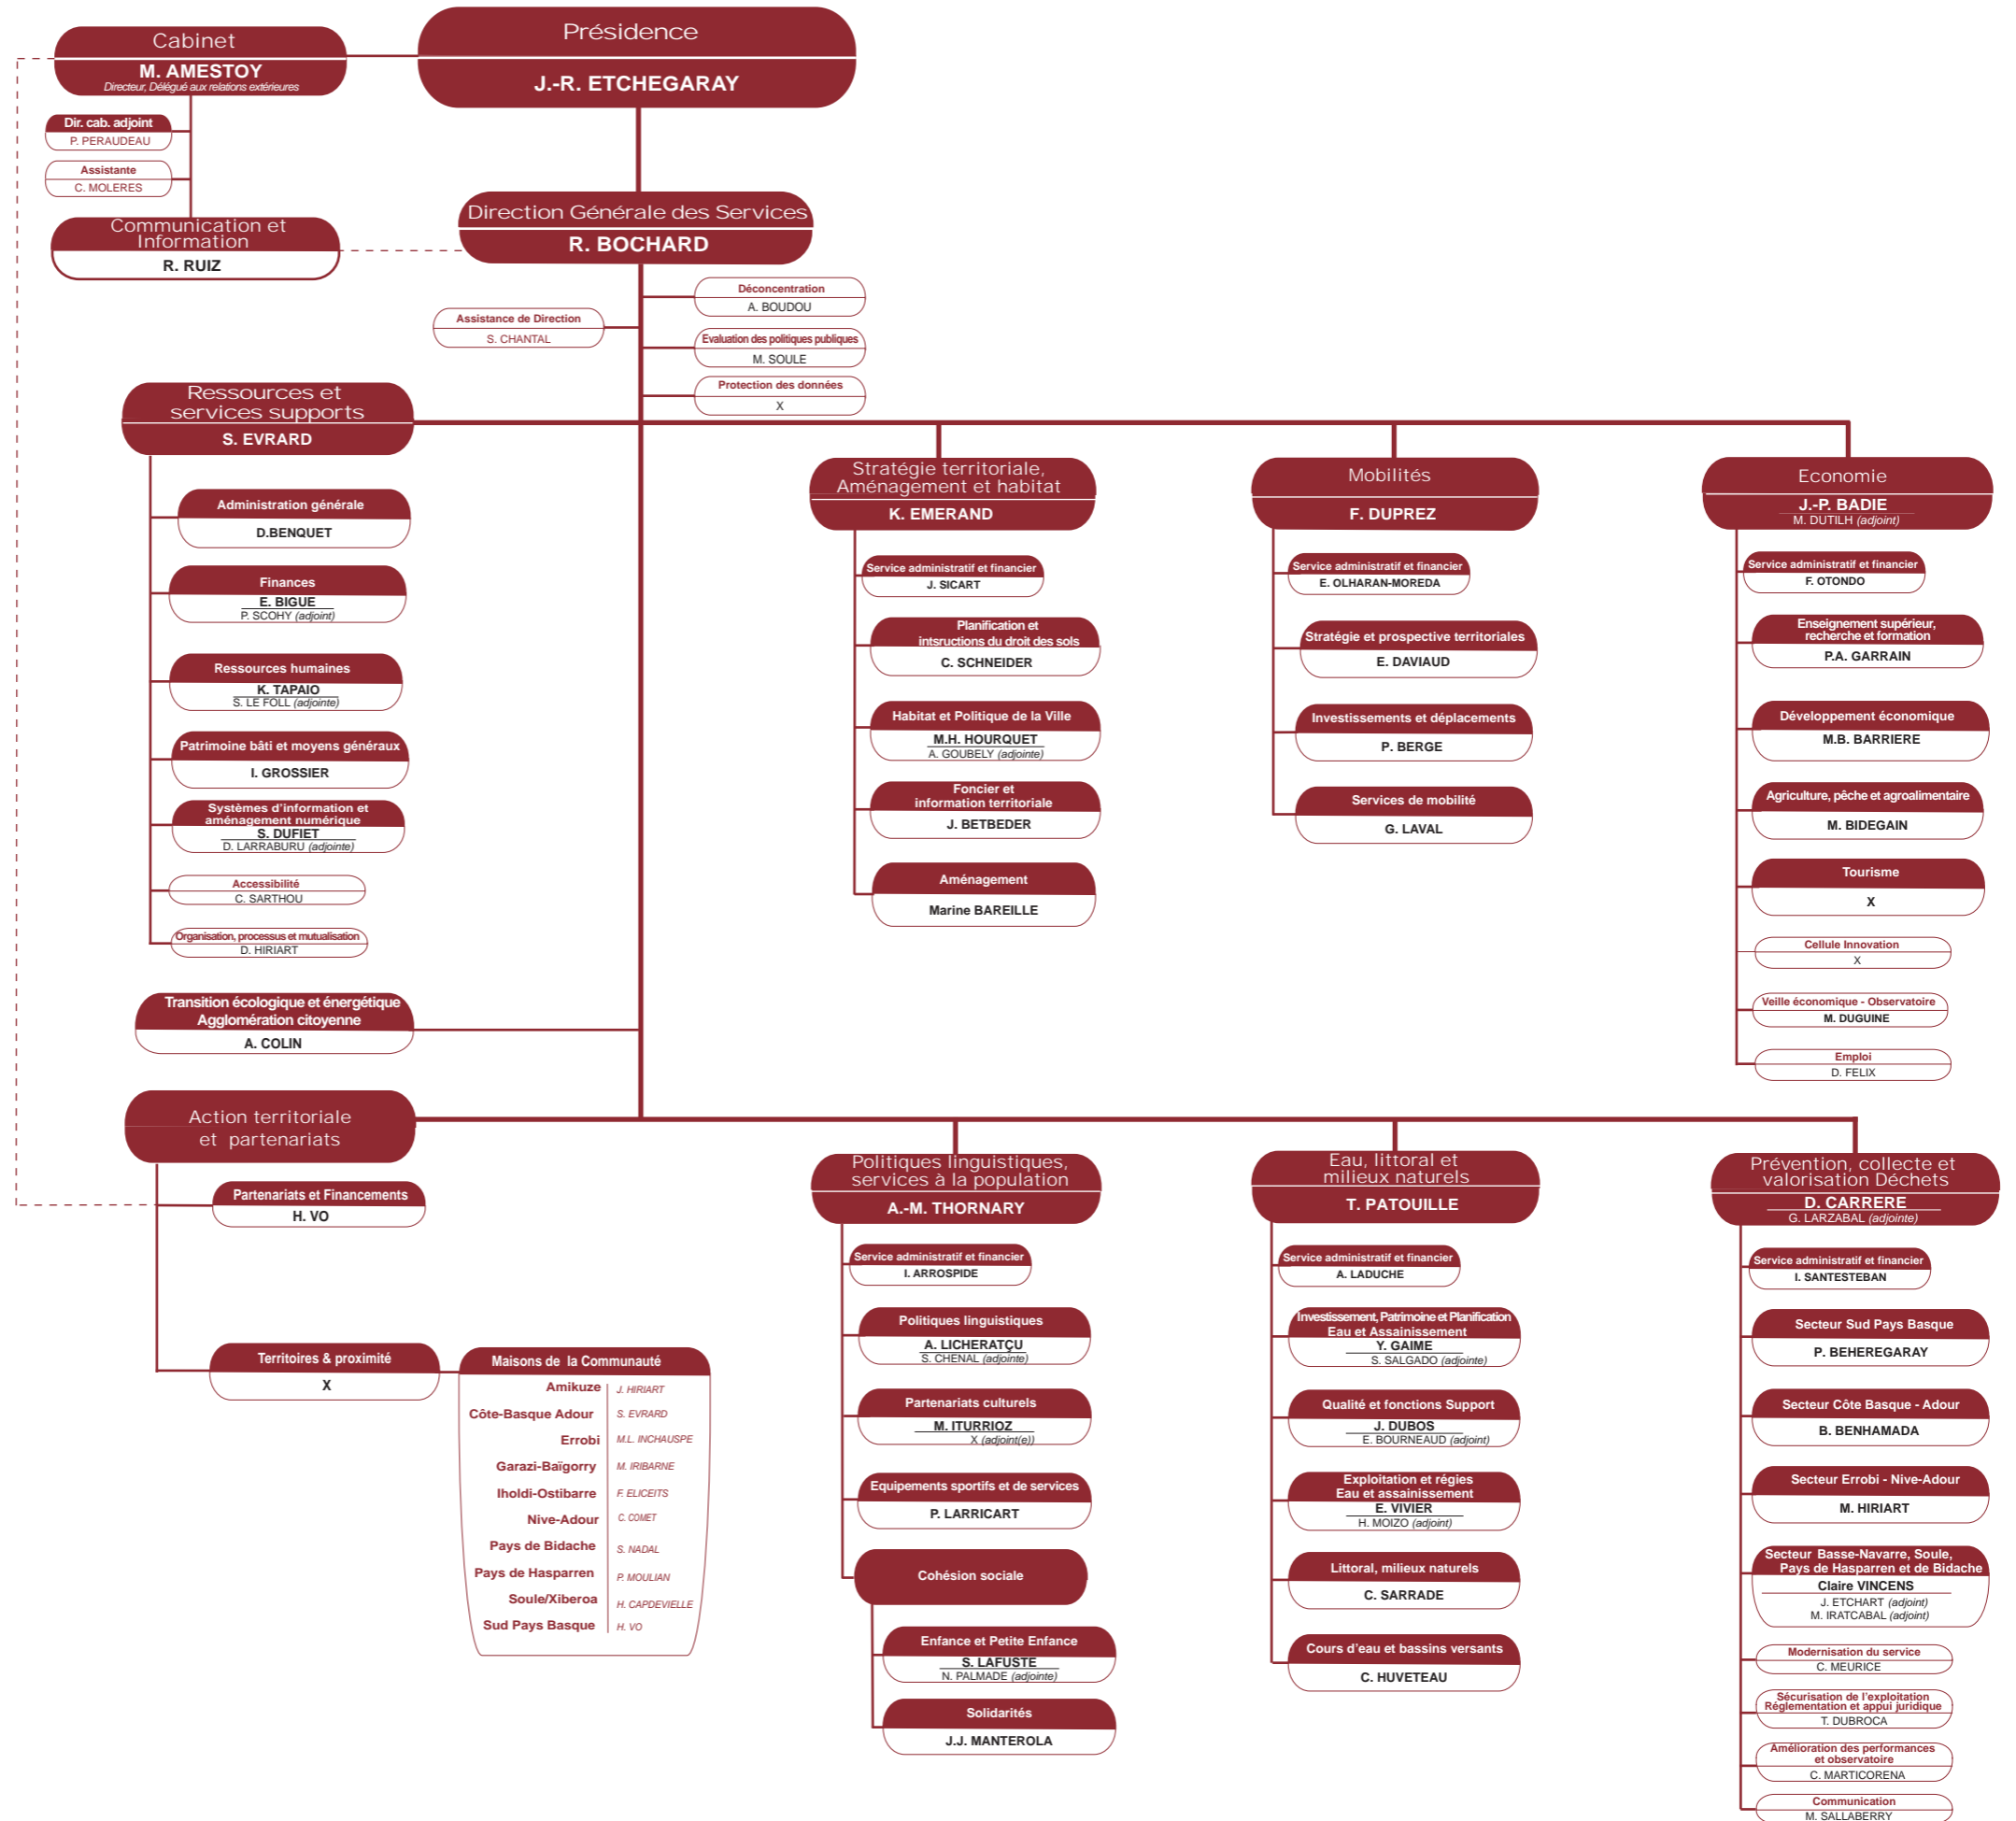 Cabinet
M. AMESTOY
Directeur, Délégué aux relations extérieures
Présidence
J.-R. ETCHEGARAY
Dir. cab. adjoint
P. PERAUDEAU
Assistante
C. MOLERES
Communication et
Information
R. RUIZ
Direction Générale des Services
R. BOCHARD
Déconcentration
A. BOUDOU
Assistance de Direction
S. CHANTAL
Evaluation des politiques publiques
M. SOULE
Protection des données
X
Ressources et
services supports
S. EVRARD
Administration générale
D.BENQUET
Finances
E. BIGUE
P. SCOHY (adjoint)
Ressources humaines
K. TAPAIO
S. LE FOLL (adjointe)
Patrimoine bâti et moyens généraux
I. GROSSIER
Systèmes d'information et
aménagement numérique
S. DUFIET
D. LARRABURU (adjointe)
Accessibilité
C. SARTHOU
Organisation, processus et mutualisation
D. HIRIART
Stratégie territoriale,
Aménagement et habitat
K. EMERAND
Service administratif et financier
J. SICART
Planification et
intsructions du droit des sols
C. SCHNEIDER
Habitat et Politique de la Ville
M.H. HOURQUET
A. GOUBELY (adjointe)
Foncier et
information territoriale
J. BETBEDER
Aménagement
Marine BAREILLE
Mobilités
F. DUPREZ
Service administratif et financier
E. OLHARAN-MOREDA
Stratégie et prospective territoriales
E. DAVIAUD
Investissements et déplacements
P. BERGE
Services de mobilité
G. LAVAL
Economie
J.-P. BADIE
M. DUTILH (adjoint)
Service administratif et financier
F. OTONDO
Enseignement supérieur,
recherche et formation
P.A. GARRAIN
Développement économique
M.B. BARRIERE
Agriculture, pêche et agroalimentaire
M. BIDEGAIN
Tourisme
X
Cellule Innovation
X
Veille économique - Observatoire
M. DUGUINE
Emploi
D. FELIX
Transition écologique et énergétique
Agglomération citoyenne
A. COLIN
Action territoriale
et partenariats
Partenariats et Financements
H. VO
Territoires & proximité
X
Maisons de la Communauté
Amikuze J. HIRIART
Côte-Basque Adour S. EVRARD
Errobi M.L. INCHAUSPE
Garazi-Baïgorry M. IRIBARNE
Iholdi-Ostibarre F. ELICEITS
Nive-Adour C. COMET
Pays de Bidache S. NADAL
Pays de Hasparren P. MOULIAN
Soule/Xiberoa H. CAPDEVIELLE
Sud Pays Basque H. VO
Politiques linguistiques,
services à la population
A.-M. THORNARY
Service administratif et financier
I. ARROSPIDE
Politiques linguistiques
A. LICHERATÇU
S. CHENAL (adjointe)
Partenariats culturels
M. ITURRIOZ
X (adjoint(e))
Equipements sportifs et de services
P. LARRICART
Cohésion sociale
Enfance et Petite Enfance
S. LAFUSTE
N. PALMADE (adjointe)
Solidarités
J.J. MANTEROLA
Eau, littoral et
milieux naturels
T. PATOUILLE
Service administratif et financier
A. LADUCHE
Investissement, Patrimoine et Planification
Eau et Assainissement
Y. GAIME
S. SALGADO (adjointe)
Qualité et fonctions Support
J. DUBOS
E. BOURNEAUD (adjoint)
Exploitation et régies
Eau et assainissement
E. VIVIER
H. MOIZO (adjoint)
Littoral, milieux naturels
C. SARRADE
Cours d'eau et bassins versants
C. HUVETEAU
Prévention, collecte et
valorisation Déchets
D. CARRERE
G. LARZABAL (adjointe)
Service administratif et financier
I. SANTESTEBAN
Secteur Sud Pays Basque
P. BEHEREGARAY
Secteur Côte Basque - Adour
B. BENHAMADA
Secteur Errobi - Nive-Adour
M. HIRIART
Secteur Basse-Navarre, Soule,
Pays de Hasparren et de Bidache
Claire VINCENS
J. ETCHART (adjoint)
M. IRATCABAL (adjoint)
Modernisation du service
C. MEURICE
Sécurisation de l'exploitation
Réglementation et appui juridique
T. DUBROCA
Amélioration des performances
et observatoire
C. MARTICORENA
Communication
M. SALLABERRY